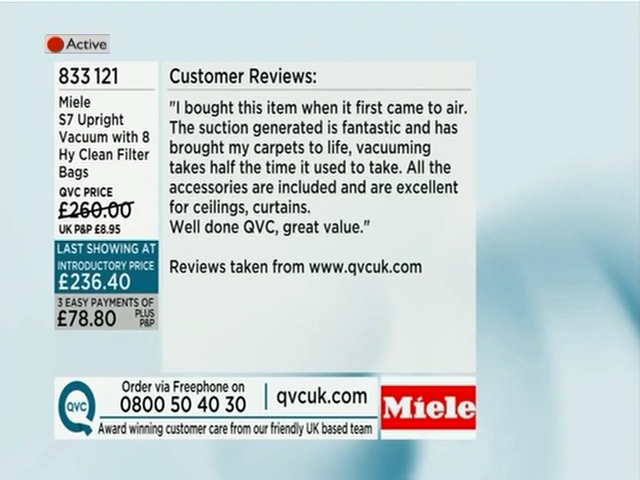 Active
833 121
Miele
S7 Upright
Vacuum with 8
Hy Clean Filter
Bags
QVC PRICE
£260.00
UK P&P £8.95
LAST SHOWING AT
INTRODUCTORY PRICE
£236.40
3 EASY PAYMENTS OF
£78.80 PLUS P&P
Customer Reviews:
"I bought this item when it first came to air.
The suction generated is fantastic and has
brought my carpets to life, vacuuming
takes half the time it used to take. All the
accessories are included and are excellent
for ceilings, curtains.
Well done QVC, great value."
Reviews taken from www.qvcuk.com
QVC
Order via Freephone on
0800 50 40 30
qvcuk.com
Award winning customer care from our friendly UK based team
Miele